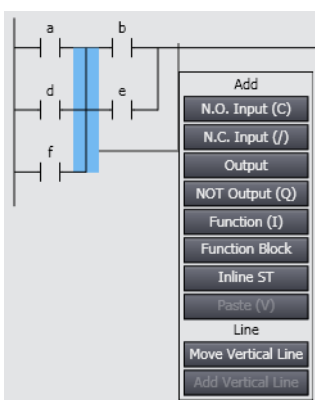 a b
d e
f
Add
N.O. Input (C)
N.C. Input (/)
Output
NOT Output (Q)
Function (I)
Function Block
Inline ST
Paste (V)
Line
Move Vertical Line
Add Vertical Line